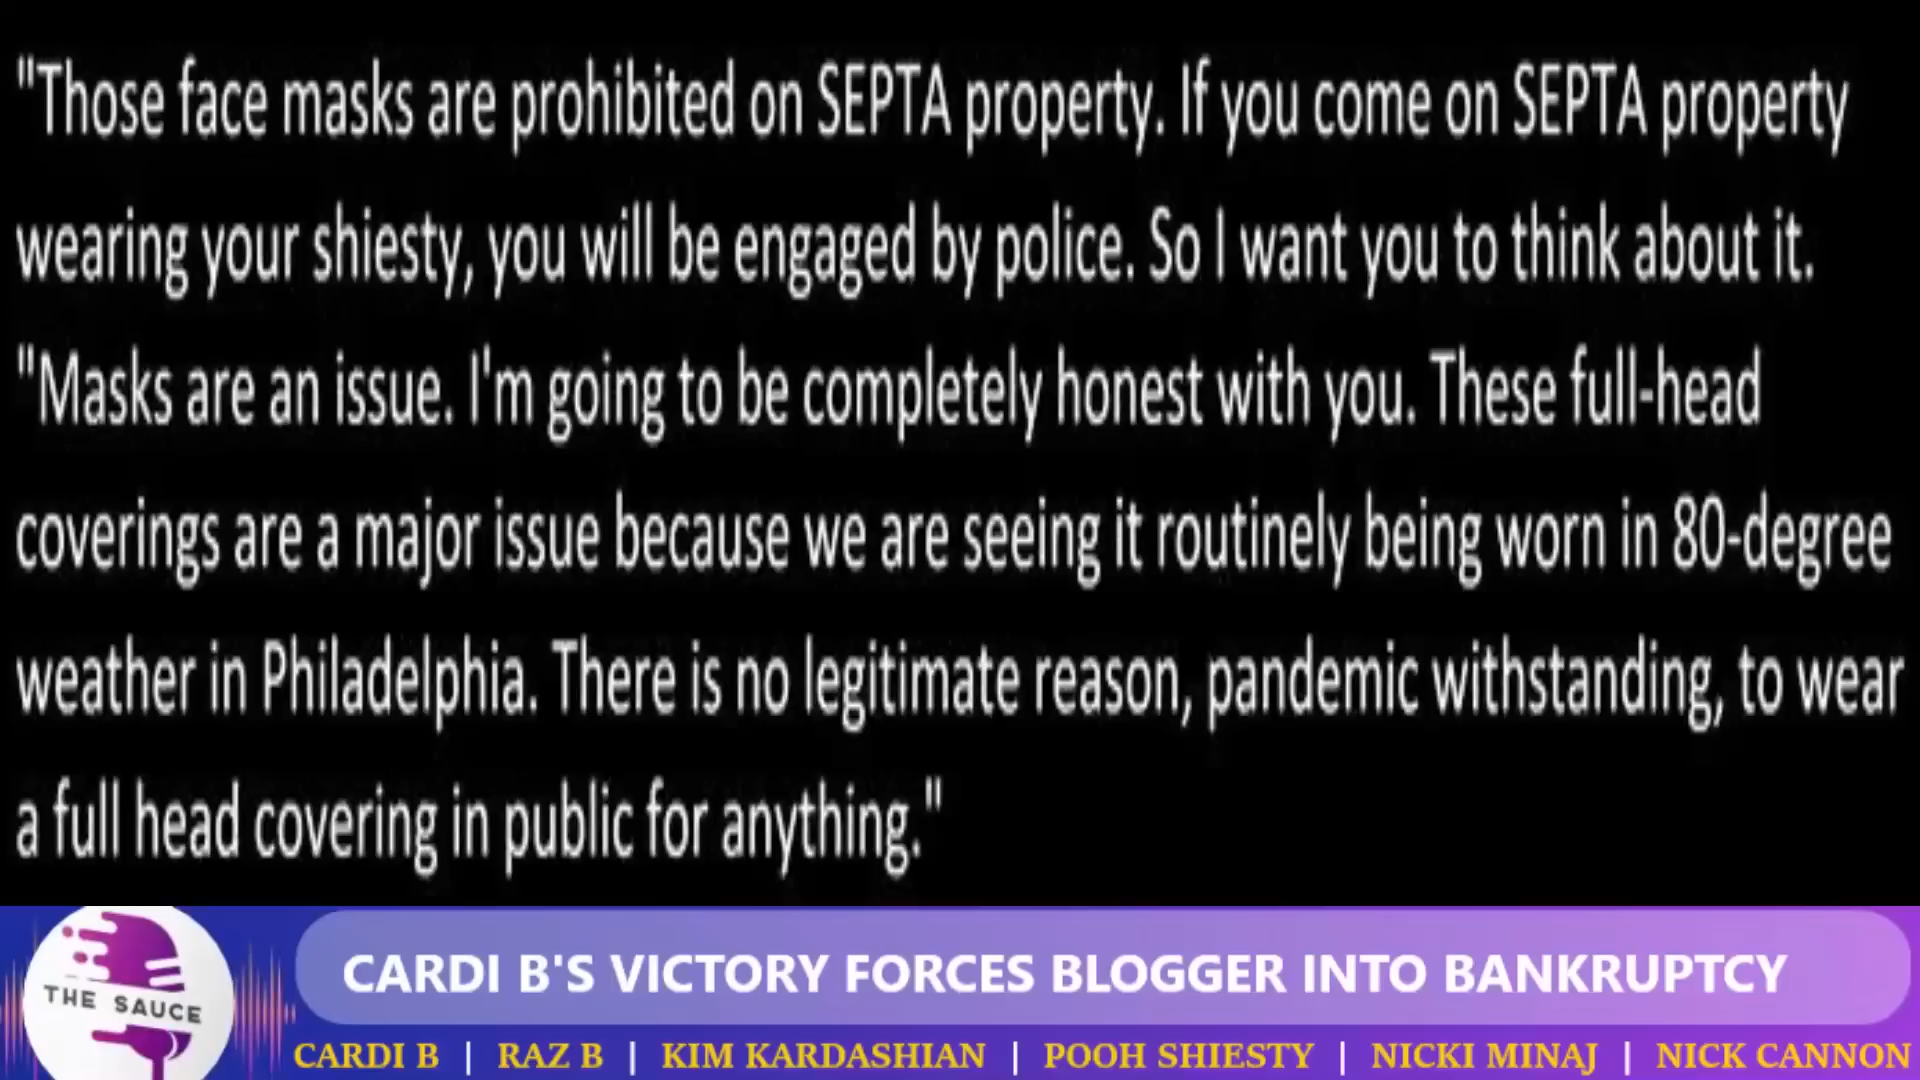 "Those face masks are prohibited on SEPTA property. If you come on SEPTA property
wearing your shiesty, you will be engaged by police. So I want you to think about it.
"Masks are an issue. I'm going to be completely honest with you. These full-head
coverings are a major issue because we are seeing it routinely being worn in 80-degree
weather in Philadelphia. There is no legitimate reason, pandemic withstanding, to wear
a full head covering in public for anything."
THE SAUCE
CARDI B'S VICTORY FORCES BLOGGER INTO BANKRUPTCY
CARDI B | RAZ B | KIM KARDASHIAN | POOH SHIESTY | NICKI MINAJ | NICK CANNON